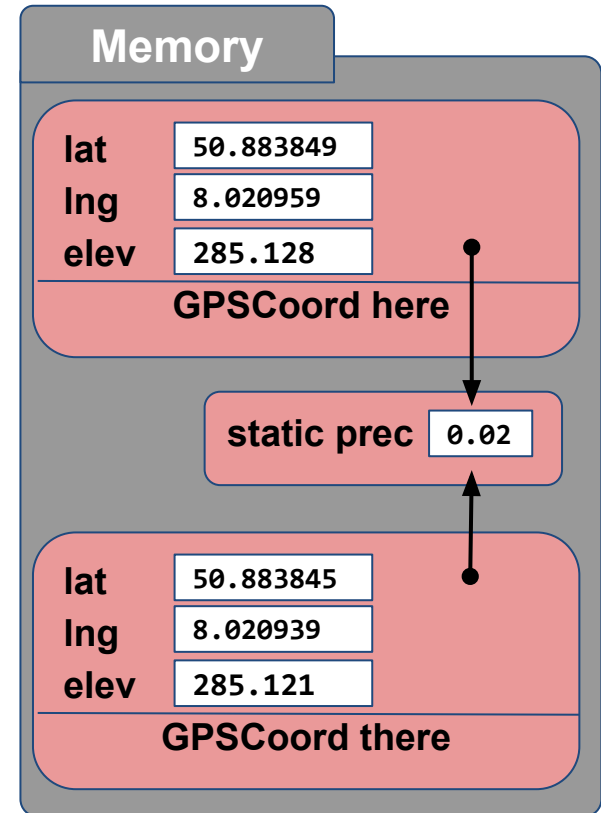 Memory
lat 50.883849
lng 8.020959
elev 285.128
GPSCoord here
static prec 0.02
lat 50.883845
lng 8.020939
elev 285.121
GPSCoord there